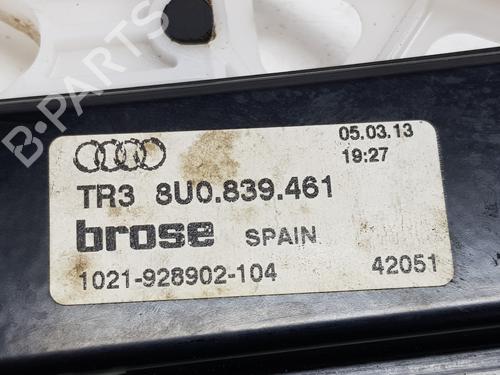 B-PARTS
05.03.13
19:27
TR3 8U0.839.461
brose SPAIN
1021-928902-104 42051